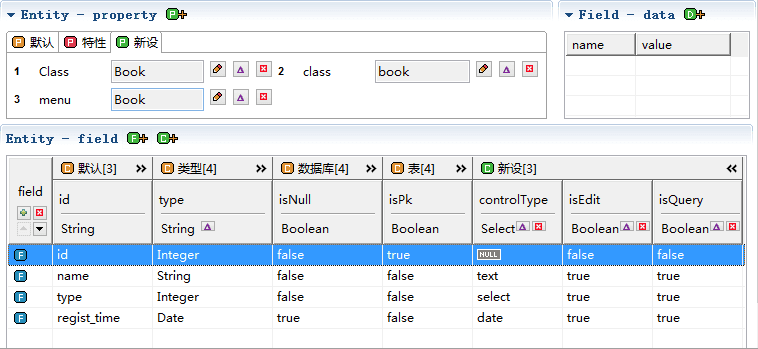 Entity - property
Field - data
P 默认 P 特性 P 新设
name value
1 Class Book 2 class book
3 menu Book
Entity - field F C
field
C 默认[3] C 类型[4] C 数据库[4] C 表[4] C 新设[3]
id type isNull isPk controlType isEdit isQuery
String String Boolean Boolean Select Boolean Boolean
F id Integer false true NULL false false
F name String false false text true true
F type Integer false false select true true
F regist_time Date true false date true true